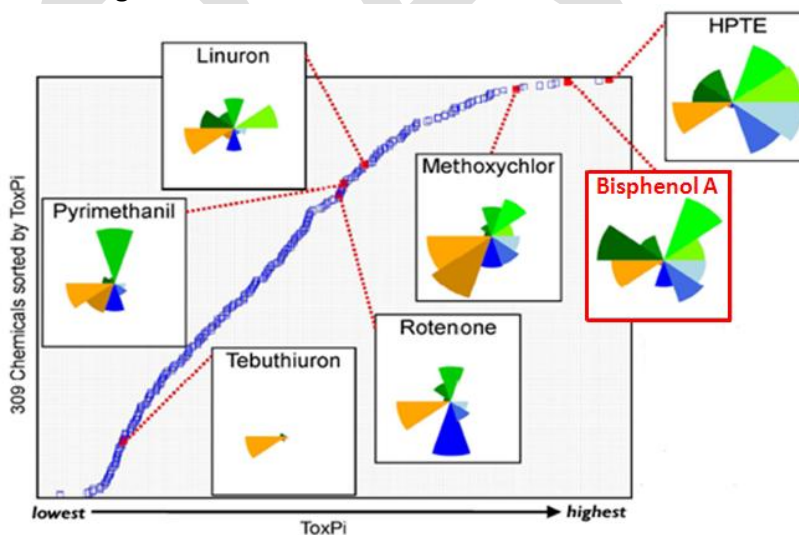 HPTE
Linuron
Methoxychlor
Bisphenol A
Pyrimethanil
Rotenone
Tebuthiuron
309 Chemicals sorted by ToxPi
lowest
highest
ToxPi